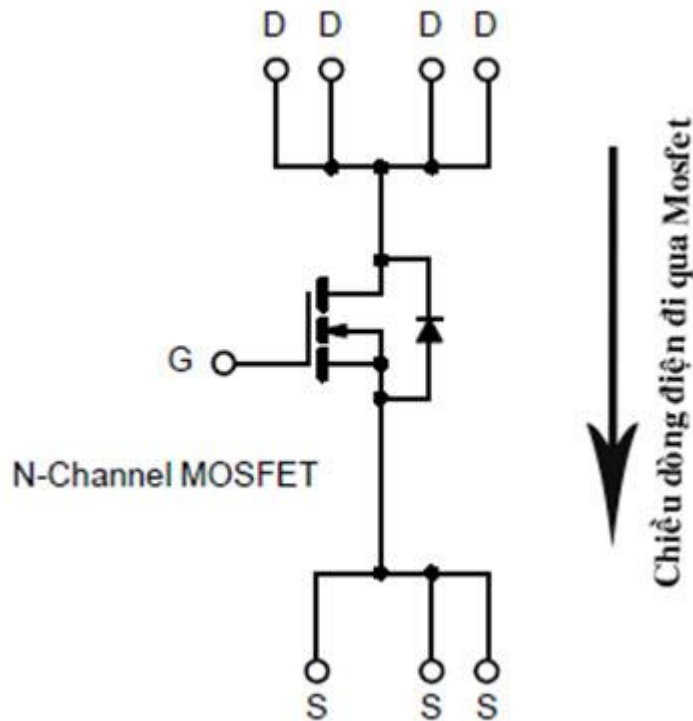 D D D D
Chiều dòng điện đi qua Mosfet
G
N-Channel MOSFET
S S S